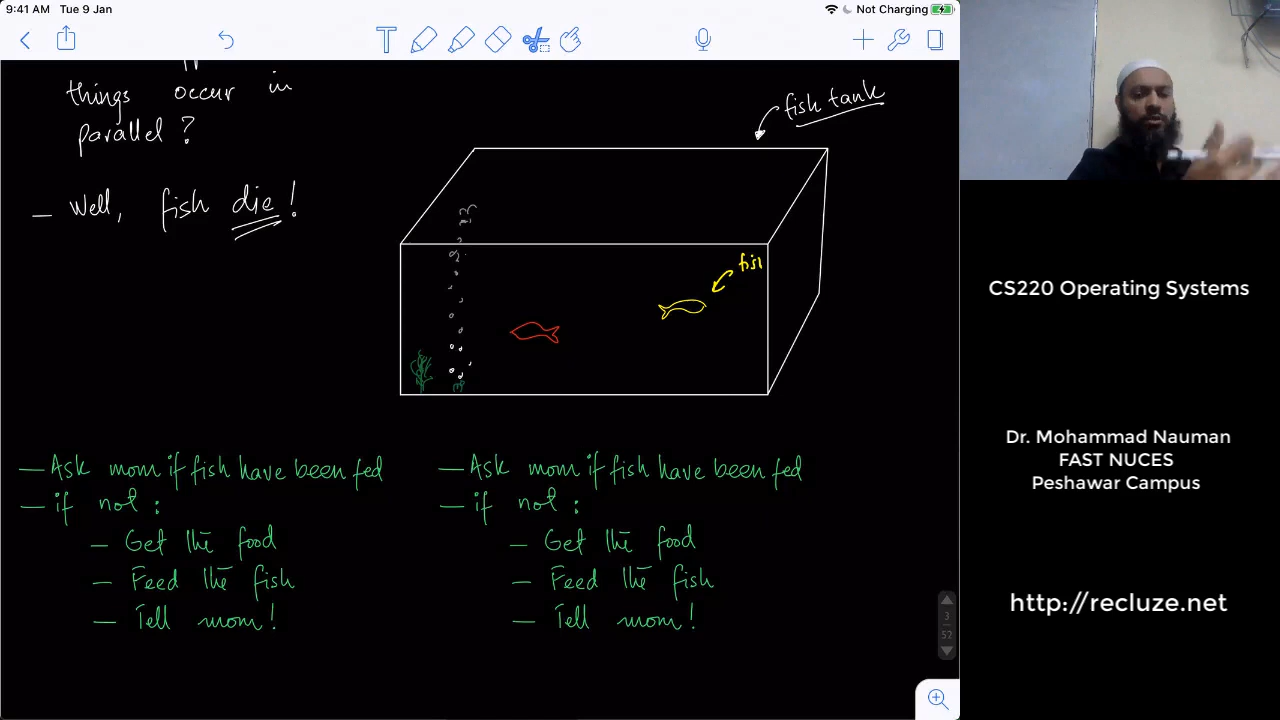 9:41 AM Tue 9 Jan
Not Charging
things occur in
parallel?
fish tank
– Well, fish die!
fish
– Ask mom if fish have been fed
– if not:
– Get the food
– Feed the fish
– Tell mom!
– Ask mom if fish have been fed
– if not:
– Get the food
– Feed the fish
– Tell mom!
3
52
CS220 Operating Systems
Dr. Mohammad Nauman
FAST NUCES
Peshawar Campus
http://recluze.net